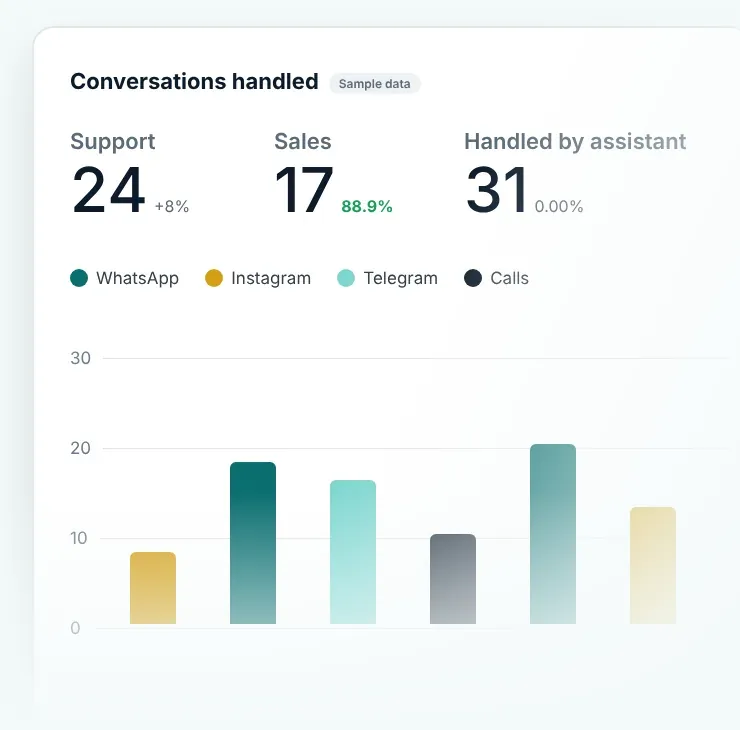 Conversations handled Sample data
Support Sales Handled by assistant
24 +8% 17 88.9% 31 0.00%
WhatsApp Instagram Telegram Calls
30
20
10
0